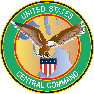 UNITED STATES
CENTRAL COMMAND